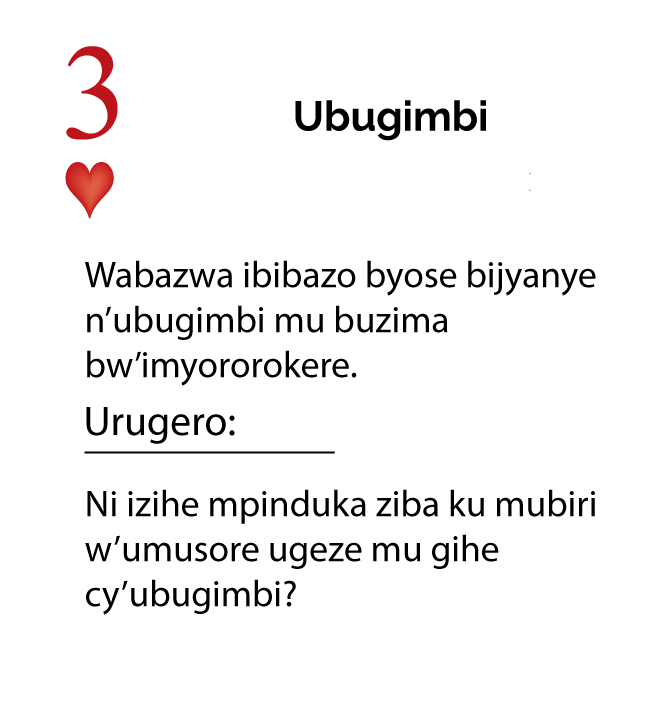 3
Ubugimbi
Wabazwa ibibazo byose bijyanye
n’ubugimbi mu buzima
bw’imyororokere.
Urugero:
Ni izihe mpinduka ziba ku mubiri
w’umusore ugeze mu gihe
cy’ubugimbi?